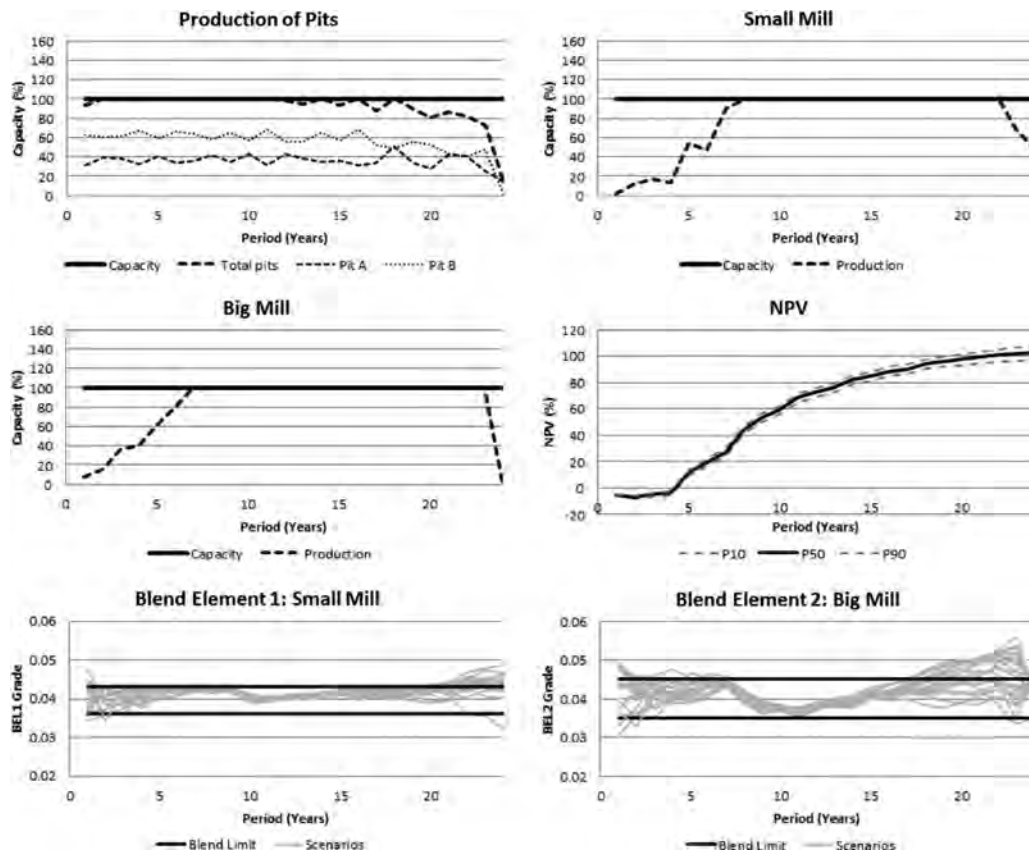 Production of Pits
160
140
120
100
80
60
40
20
0
Capacity (%)
0 5 10 15 20
Period (Years)
Capacity Total pits Pit A Pit B
Small Mill
160
140
120
100
80
60
40
20
0
Capacity (%)
0 5 10 15 20
Period (Years)
Capacity Production
Big Mill
160
140
120
100
80
60
40
20
0
Capacity (%)
0 5 10 15 20
Period (Years)
Capacity Production
NPV
120
100
80
60
40
20
0
-20
NPV (%)
0 5 10 15 20
Period (Years)
P10 P50 P90
Blend Element 1: Small Mill
0.06
0.05
0.04
0.03
0.02
BEL1 Grade
0 5 10 15 20
Period (Years)
Blend Limit Scenarios
Blend Element 2: Big Mill
0.06
0.05
0.04
0.03
0.02
BEL2 Grade
0 5 10 15 20
Period (Years)
Blend Limit Scenarios